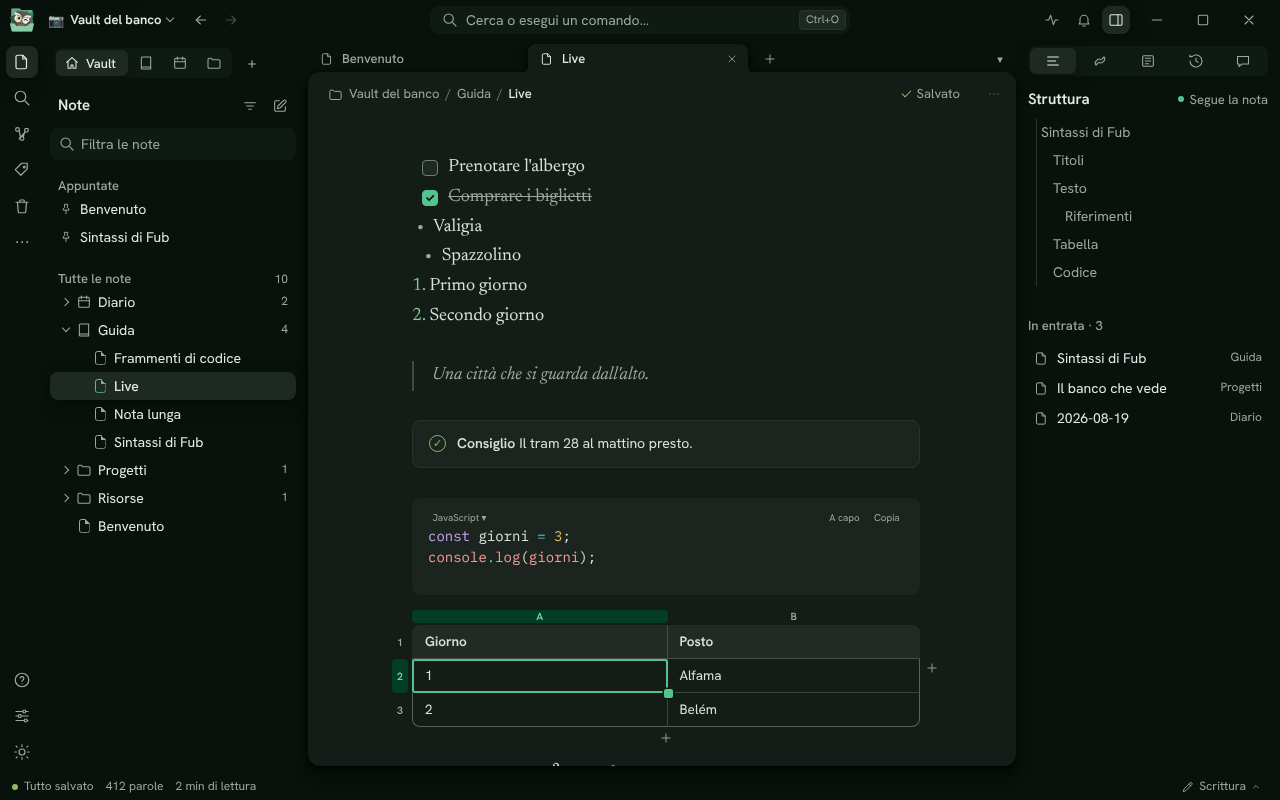 Vault del banco
Cerca o esegui un comando…
Ctrl+O
Vault
Benvenuto
Live
Note
Filtra le note
Appuntate
Benvenuto
Sintassi di Fub
Tutte le note 10
Diario 2
Guida 4
Frammenti di codice
Live
Nota lunga
Sintassi di Fub
Progetti 1
Risorse 1
Benvenuto
Vault del banco / Guida / Live
Salvato
Prenotare l'albergo
Comprare i biglietti
• Valigia
• Spazzolino
1. Primo giorno
2. Secondo giorno
Una città che si guarda dall'alto.
Consiglio Il tram 28 al mattino presto.
JavaScript ▾ A capo Copia
const giorni = 3;
console.log(giorni);
A B
1 Giorno Posto
2 1 Alfama
3 2 Belém
Struttura
Segue la nota
Sintassi di Fub
Titoli
Testo
Riferimenti
Tabella
Codice
In entrata · 3
Sintassi di Fub Guida
Il banco che vede Progetti
2026-08-19 Diario
Tutto salvato 412 parole 2 min di lettura
Scrittura